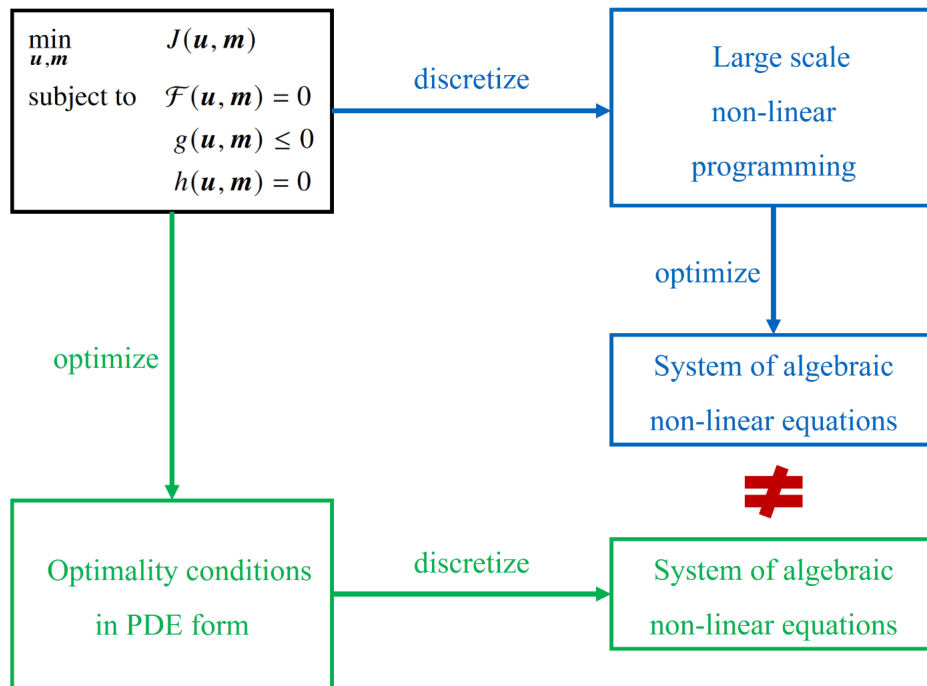 min J(u, m)
u,m
subject to ℱ(u, m) = 0
g(u, m) ≤ 0
h(u, m) = 0
discretize
Large scale
non-linear
programming
optimize
optimize
System of algebraic
non-linear equations
≠
Optimality conditions
in PDE form
discretize
System of algebraic
non-linear equations